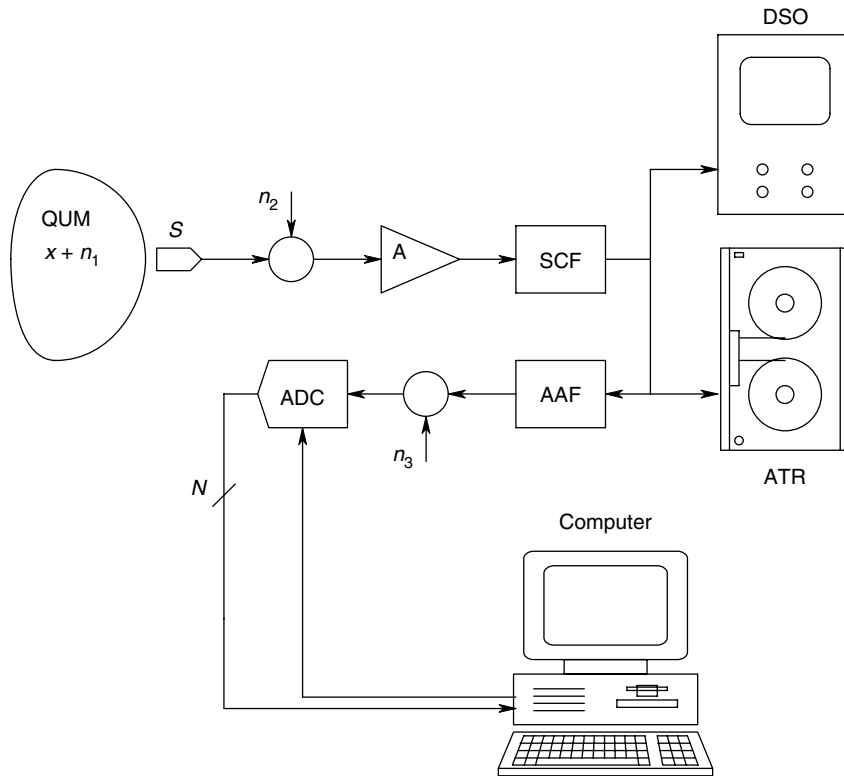 DSO
QUM
x + n1
S
n2
A
SCF
ADC
n3
AAF
ATR
N
Computer